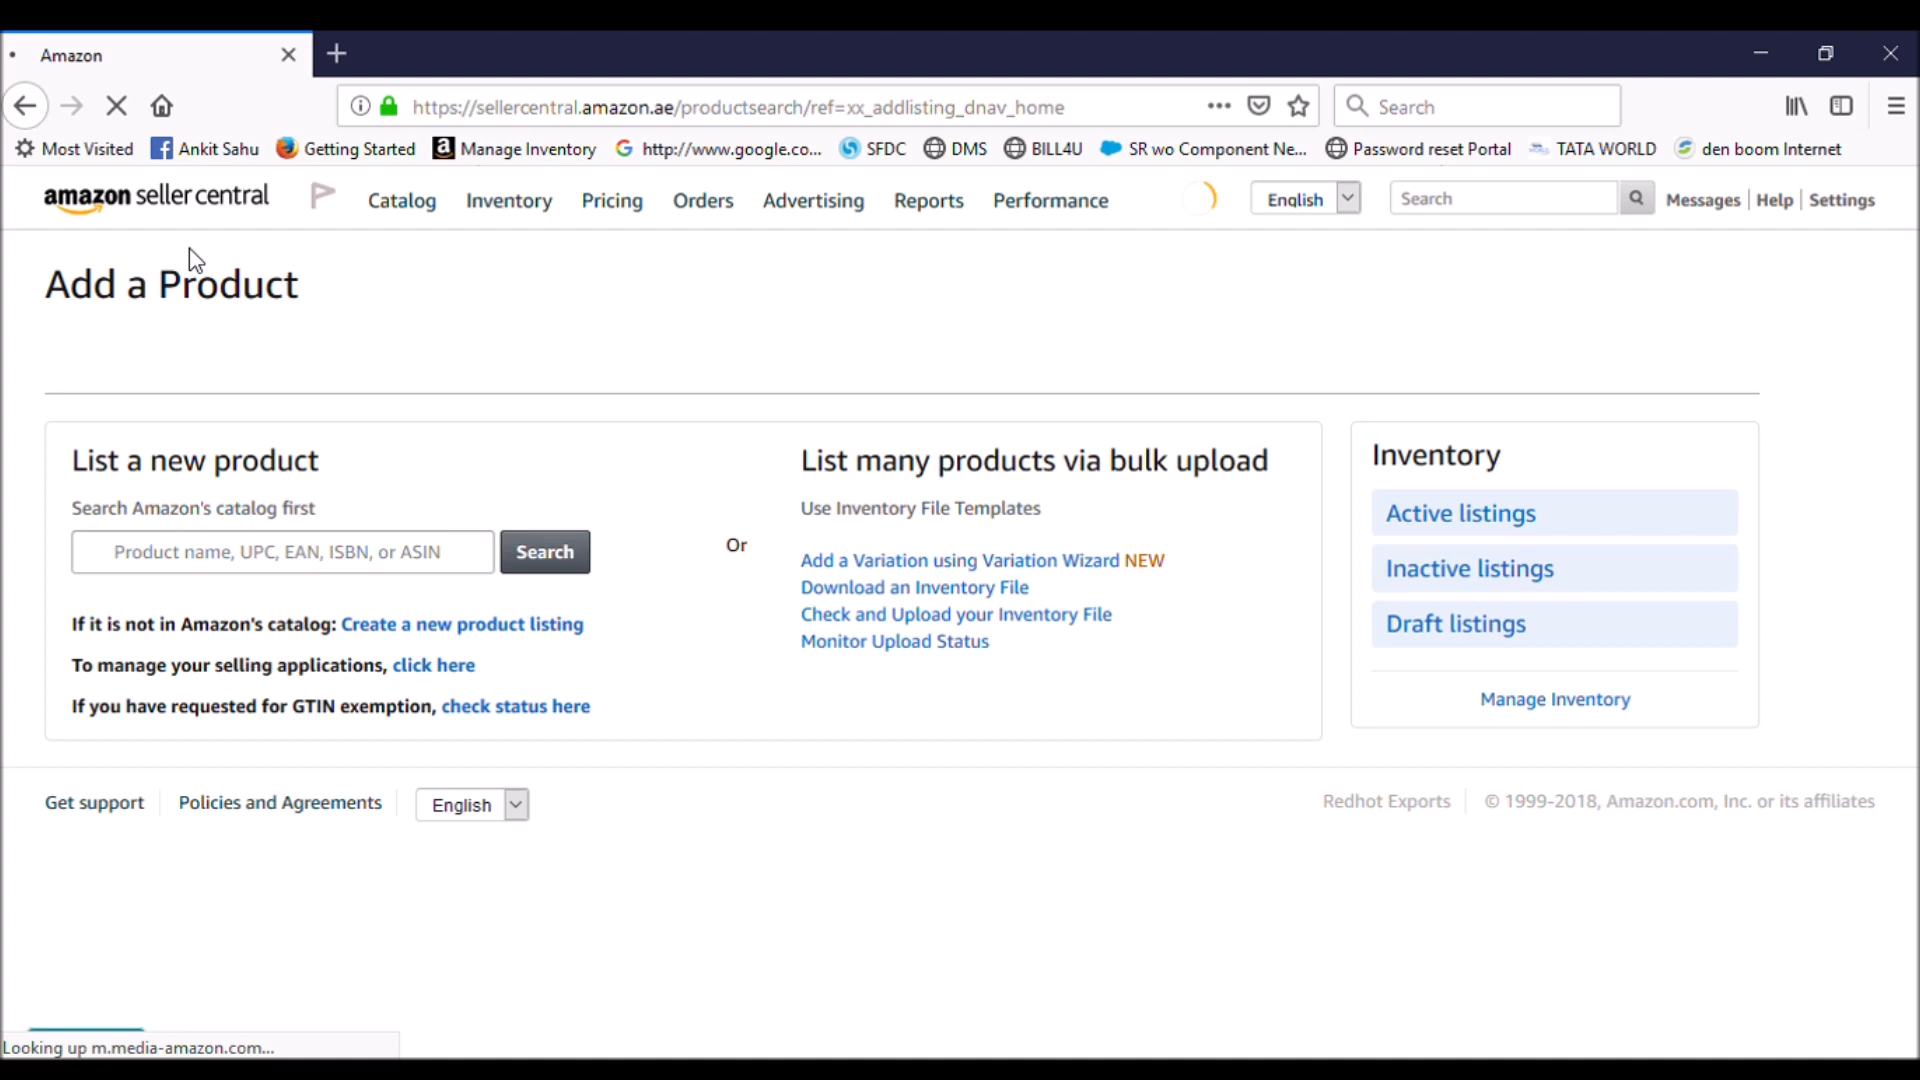 Amazon
https://sellercentral.amazon.ae/productsearch/ref=xx_addlisting_dnav_home
Search
Most Visited
Ankit Sahu
Getting Started
Manage Inventory
http://www.google.co...
SFDC
DMS
BILL4U
SR wo Component Ne...
Password reset Portal
TATA WORLD
den boom Internet
amazon seller central
Catalog
Inventory
Pricing
Orders
Advertising
Reports
Performance
English
Search
Messages
Help
Settings
Add a Product
List a new product
Search Amazon's catalog first
Product name, UPC, EAN, ISBN, or ASIN
Search
If it is not in Amazon's catalog: Create a new product listing
To manage your selling applications, click here
If you have requested for GTIN exemption, check status here
Or
List many products via bulk upload
Use Inventory File Templates
Add a Variation using Variation Wizard NEW
Download an Inventory File
Check and Upload your Inventory File
Monitor Upload Status
Inventory
Active listings
Inactive listings
Draft listings
Manage Inventory
Get support
Policies and Agreements
English
Redhot Exports
© 1999-2018, Amazon.com, Inc. or its affiliates
Looking up m.media-amazon.com...